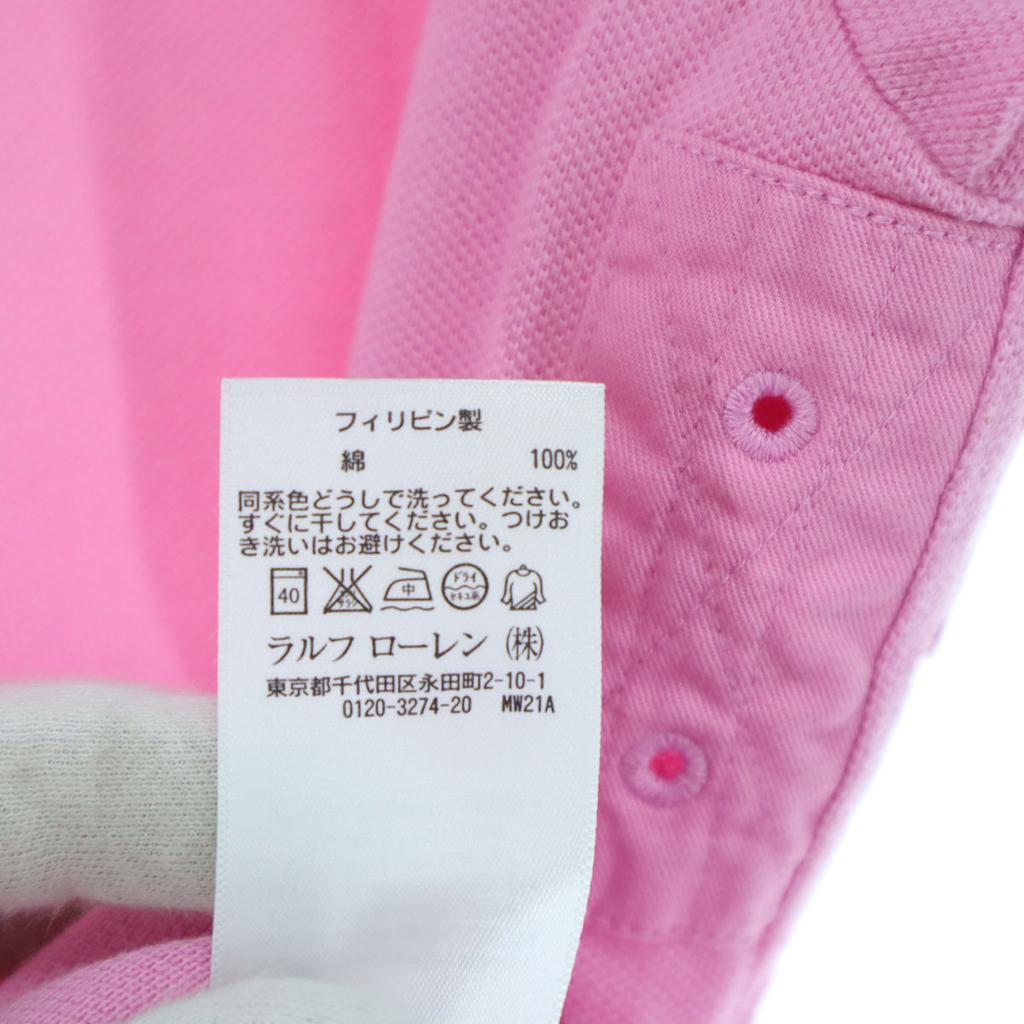 フィリピン製
綿 100%
同系色どうしで洗ってください。
すぐに干してください。つけお
き洗いはお避けください。
40 中 ドライ セキユ系
ラルフ ローレン (株)
東京都千代田区永田町2-10-1
0120-3274-20 MW21A